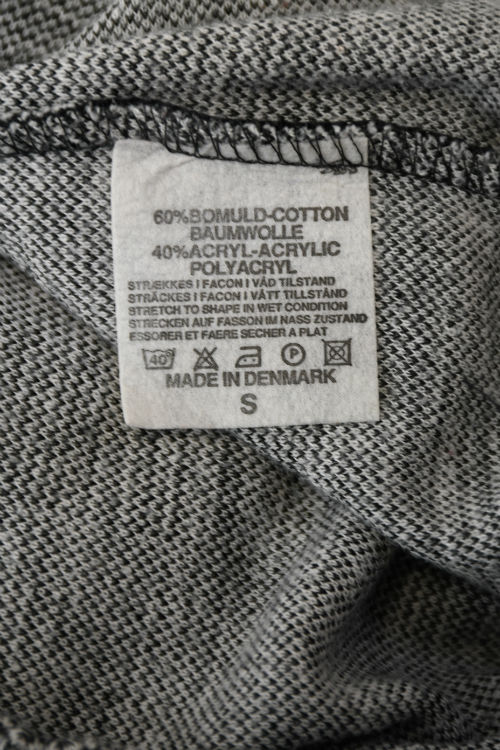 60%BOMULD-COTTON
BAUMWOLLE
40%ACRYL-ACRYLIC
POLYACRYL
STRÆKKES I FACON I VÅD TILSTAND
STRÄCKES I FACON I VÅTT TILLSTÅND
STRETCH TO SHAPE IN WET CONDITION
STRECKEN AUF FASSON IM NASS ZUSTAND
ESSORER ET FAERE SECHER A PLAT
40° P
MADE IN DENMARK
S